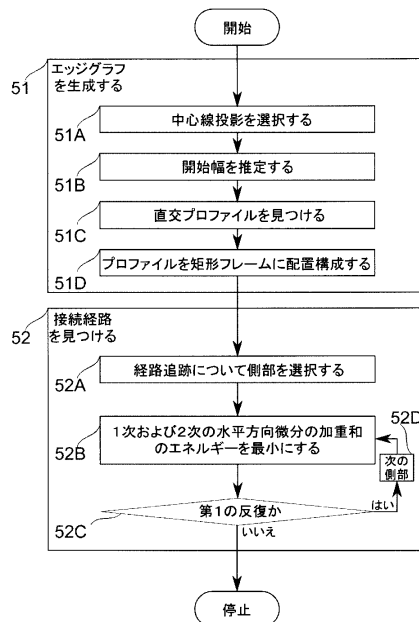 開始
51
エッジグラフ
を生成する
中心線投影を選択する
51A
開始幅を推定する
51B
直交プロファイルを見つける
51C
プロファイルを矩形フレームに配置構成する
51D
52
接続経路
を見つける
経路追跡について側部を選択する
52A
52D
1次および2次の水平方向微分の加重和
のエネルギーを最小にする
52B
次の
側部
第1の反復か
はい
52C
いいえ
停止